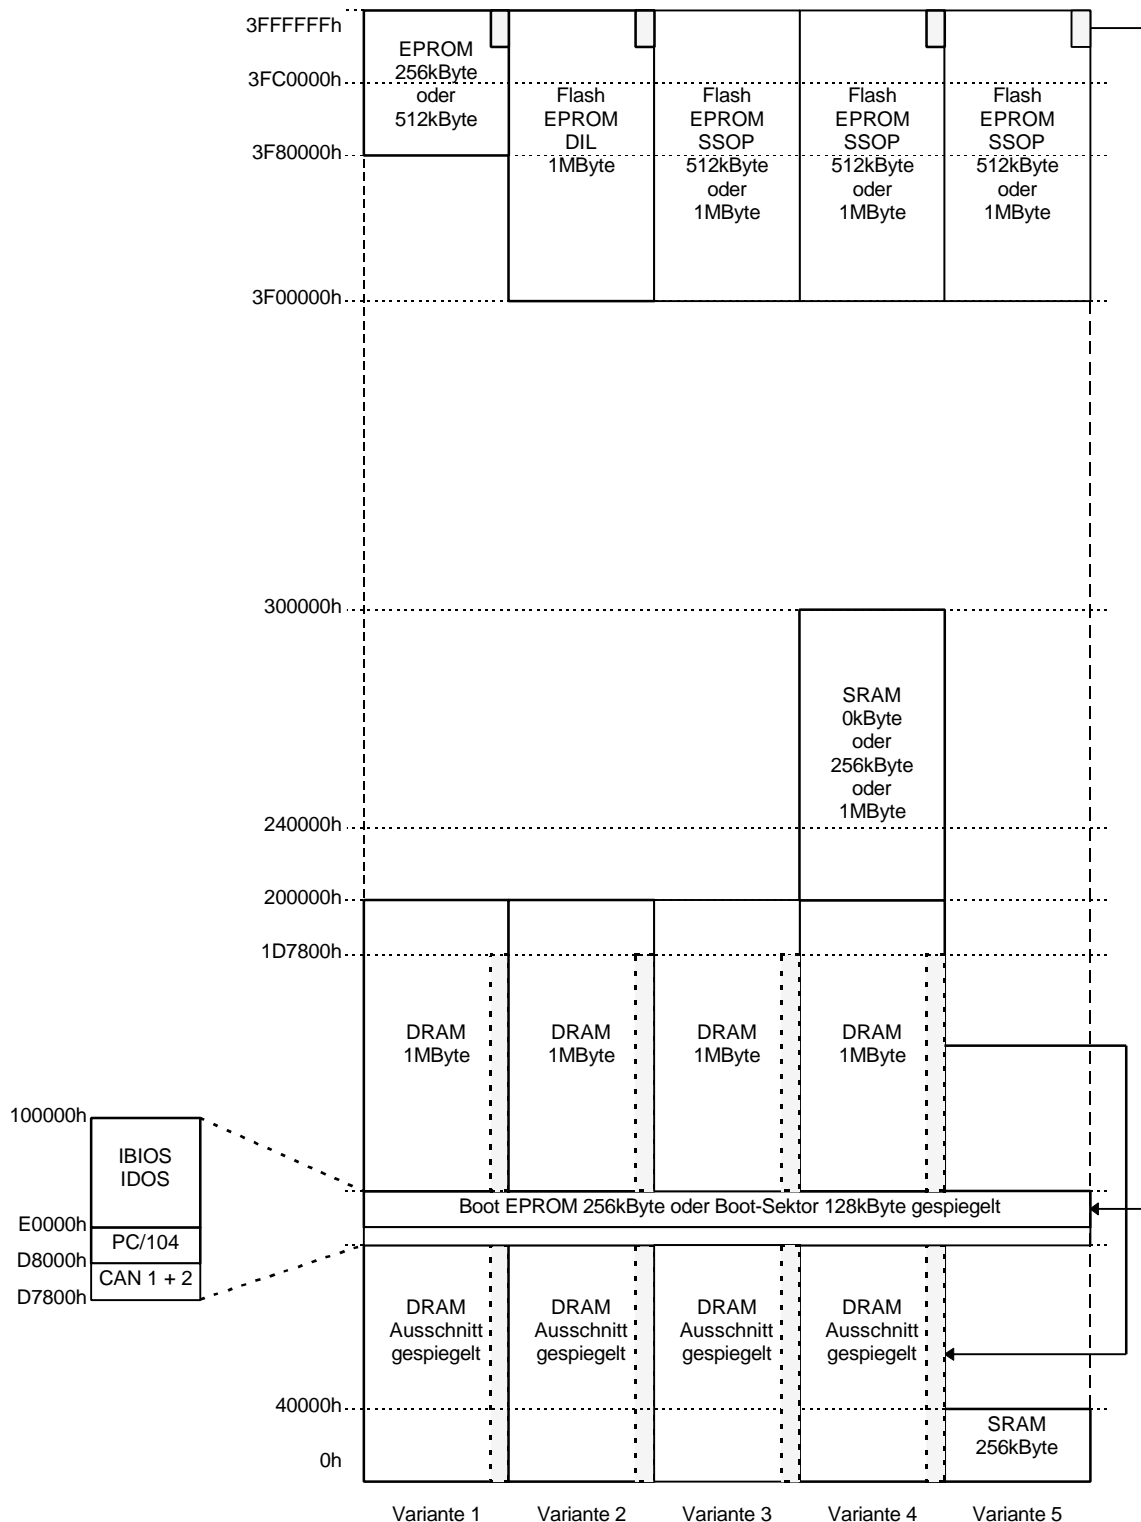 3FFFFFFh
EPROM
256kByte
oder
512kByte
3FC0000h
Flash
EPROM
DIL
1MByte
Flash
EPROM
SSOP
512kByte
oder
1MByte
Flash
EPROM
SSOP
512kByte
oder
1MByte
Flash
EPROM
SSOP
512kByte
oder
1MByte
3F80000h
3F00000h
300000h
SRAM
0kByte
oder
256kByte
oder
1MByte
240000h
200000h
1D7800h
DRAM
1MByte
DRAM
1MByte
DRAM
1MByte
DRAM
1MByte
100000h
IBIOS
IDOS
E0000h
PC/104
D8000h
CAN 1 + 2
D7800h
Boot EPROM 256kByte oder Boot-Sektor 128kByte gespiegelt
DRAM
Ausschnitt
gespiegelt
DRAM
Ausschnitt
gespiegelt
DRAM
Ausschnitt
gespiegelt
DRAM
Ausschnitt
gespiegelt
40000h
SRAM
256kByte
0h
Variante 1
Variante 2
Variante 3
Variante 4
Variante 5